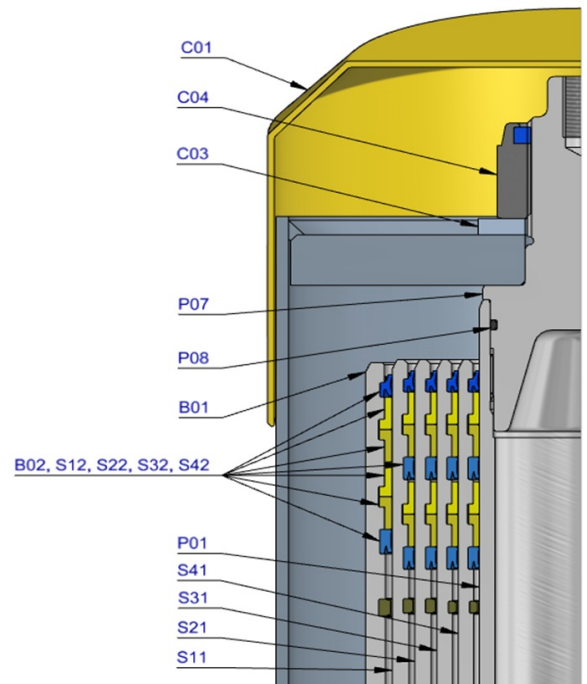 C01
C04
C03
P07
P08
B01
B02, S12, S22, S32, S42
P01
S41
S31
S21
S11